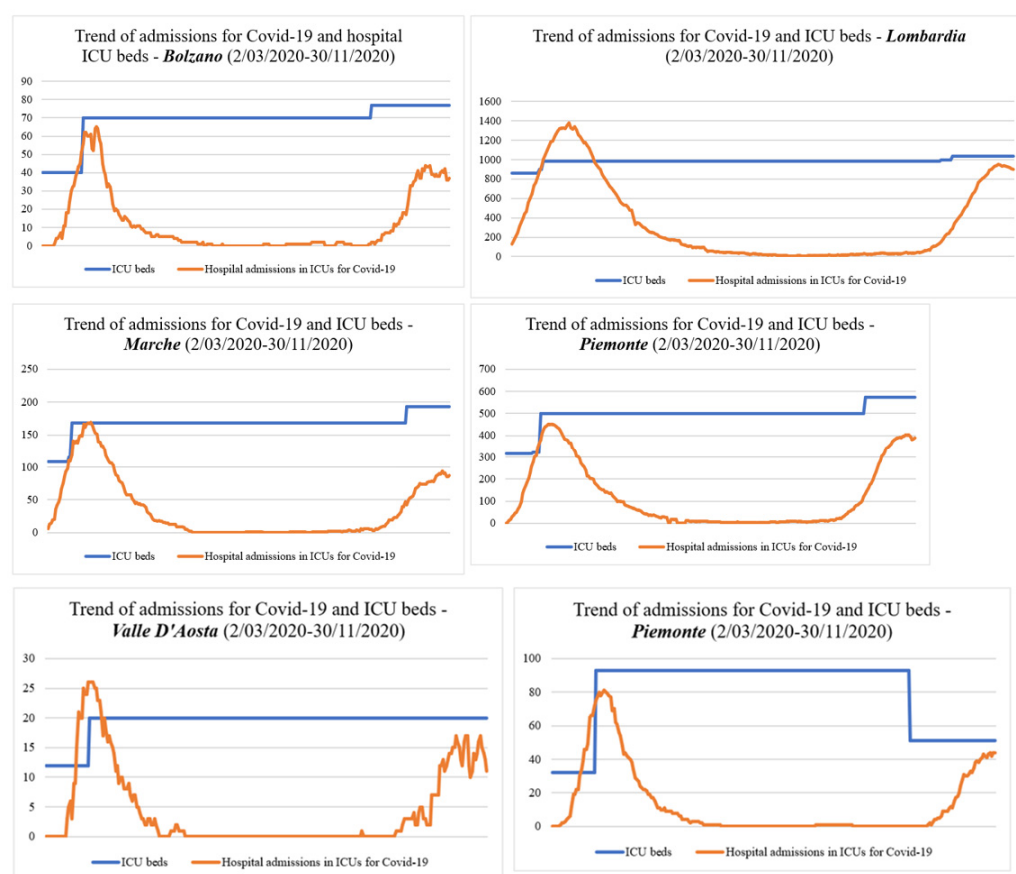 Trend of admissions for Covid-19 and hospital
ICU beds - Bolzano (2/03/2020-30/11/2020)
90
80
70
60
50
40
30
20
10
0
ICU beds Hospilal admissions in ICUs for Covid-19
Trend of admissions for Covid-19 and ICU beds - Lombardia
(2/03/2020-30/11/2020)
1600
1400
1200
1000
800
600
400
200
0
ICU beds Hospital admissions in ICUs for Covid-19
Trend of admissions for Covid-19 and ICU beds -
Marche (2/03/2020-30/11/2020)
250
200
150
100
50
0
ICU beds Hospital admissions in ICUs for Covid-19
Trend of admissions for Covid-19 and ICU beds -
Piemonte (2/03/2020-30/11/2020)
700
600
500
400
300
200
100
0
ICU beds Hospital admissions in ICUs for Covid-19
Trend of admissions for Covid-19 and ICU beds -
Valle D'Aosta (2/03/2020-30/11/2020)
30
25
20
15
10
5
0
ICU beds Hospital admissions in ICUs for Covid-19
Trend of admissions for Covid-19 and ICU beds -
Piemonte (2/03/2020-30/11/2020)
100
80
60
40
20
0
ICU beds Hospital admissions in ICUs for Covid-19